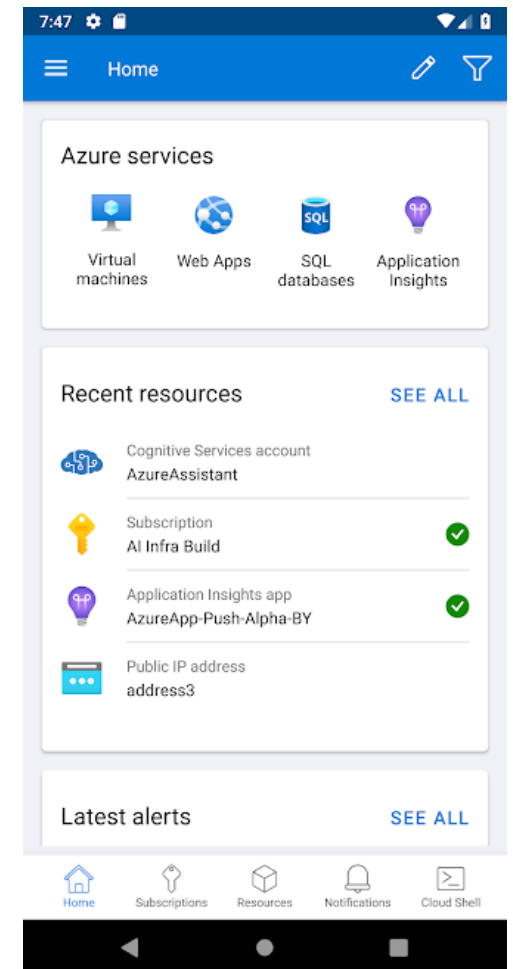 7:47
Home
Azure services
SQL
Virtual
machines
Web Apps
SQL
databases
Application
Insights
Recent resources
SEE ALL
Cognitive Services account
AzureAssistant
Subscription
AI Infra Build
Application Insights app
AzureApp-Push-Alpha-BY
Public IP address
address3
Latest alerts
SEE ALL
Home
Subscriptions
Resources
Notifications
Cloud Shell